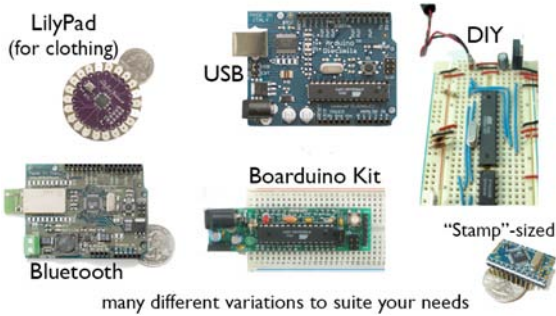 LilyPad
(for clothing)
USB
DIY
Bluetooth
Boarduino Kit
"Stamp"-sized
many different variations to suite your needs